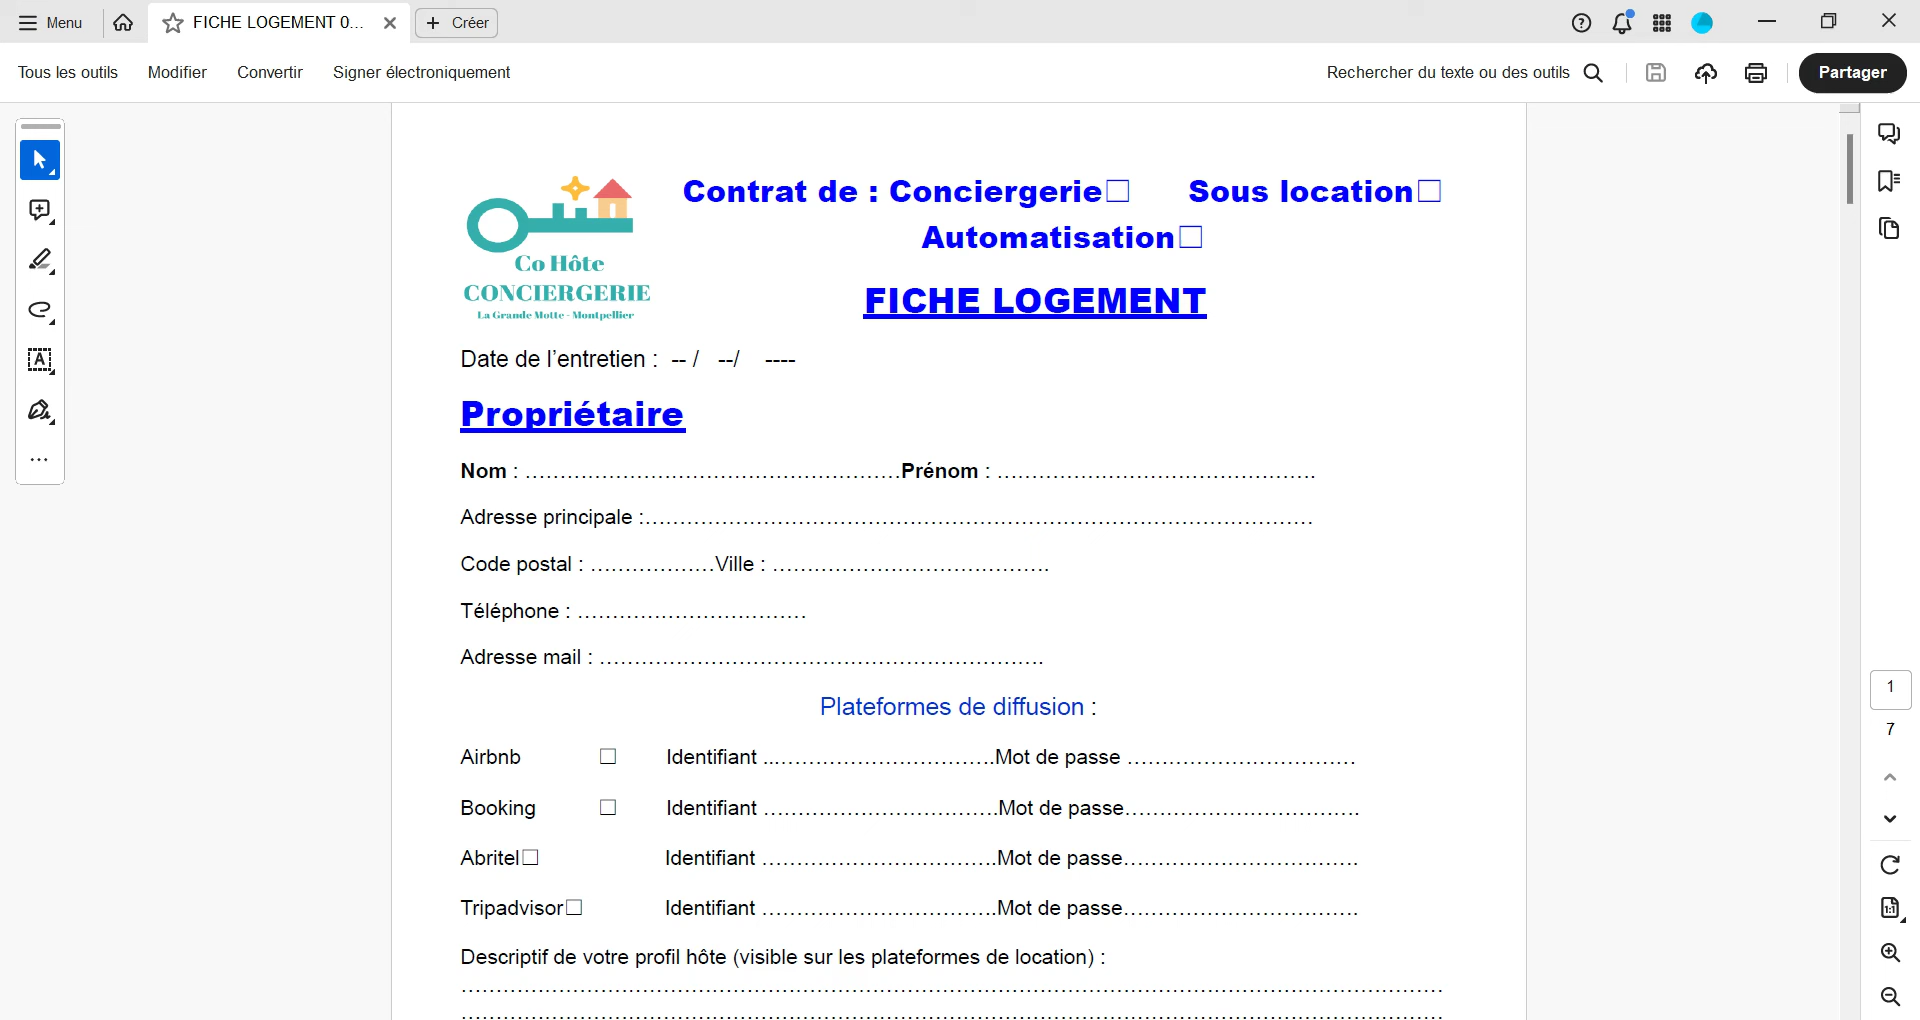 Menu
FICHE LOGEMENT 0...
Créer
Tous les outils
Modifier
Convertir
Signer électroniquement
Rechercher du texte ou des outils
Partager
Contrat de : Conciergerie☐ Sous location☐
Automatisation☐
Co Hôte
CONCIERGERIE
La Grande Motte - Montpellier
FICHE LOGEMENT
Date de l’entretien : -- / --/ ----
Propriétaire
Nom : ……………………………………………….Prénom : ……………………………………….
Adresse principale :……………………………………………………………………………………
Code postal : ………………Ville : ………………………………….
Téléphone : ……………………………
Adresse mail : ……………………………………………………….
Plateformes de diffusion :
Airbnb ☐ Identifiant …………………………….Mot de passe ……………………………
Booking ☐ Identifiant …………………………….Mot de passe…………………………….
Abritel☐ Identifiant …………………………….Mot de passe…………………………….
Tripadvisor☐ Identifiant …………………………….Mot de passe…………………………….
Descriptif de votre profil hôte (visible sur les plateformes de location) :
……………………………………………………………………………………………………………………………
……………………………………………………………………………………………………………………………
A
1
7
1:1